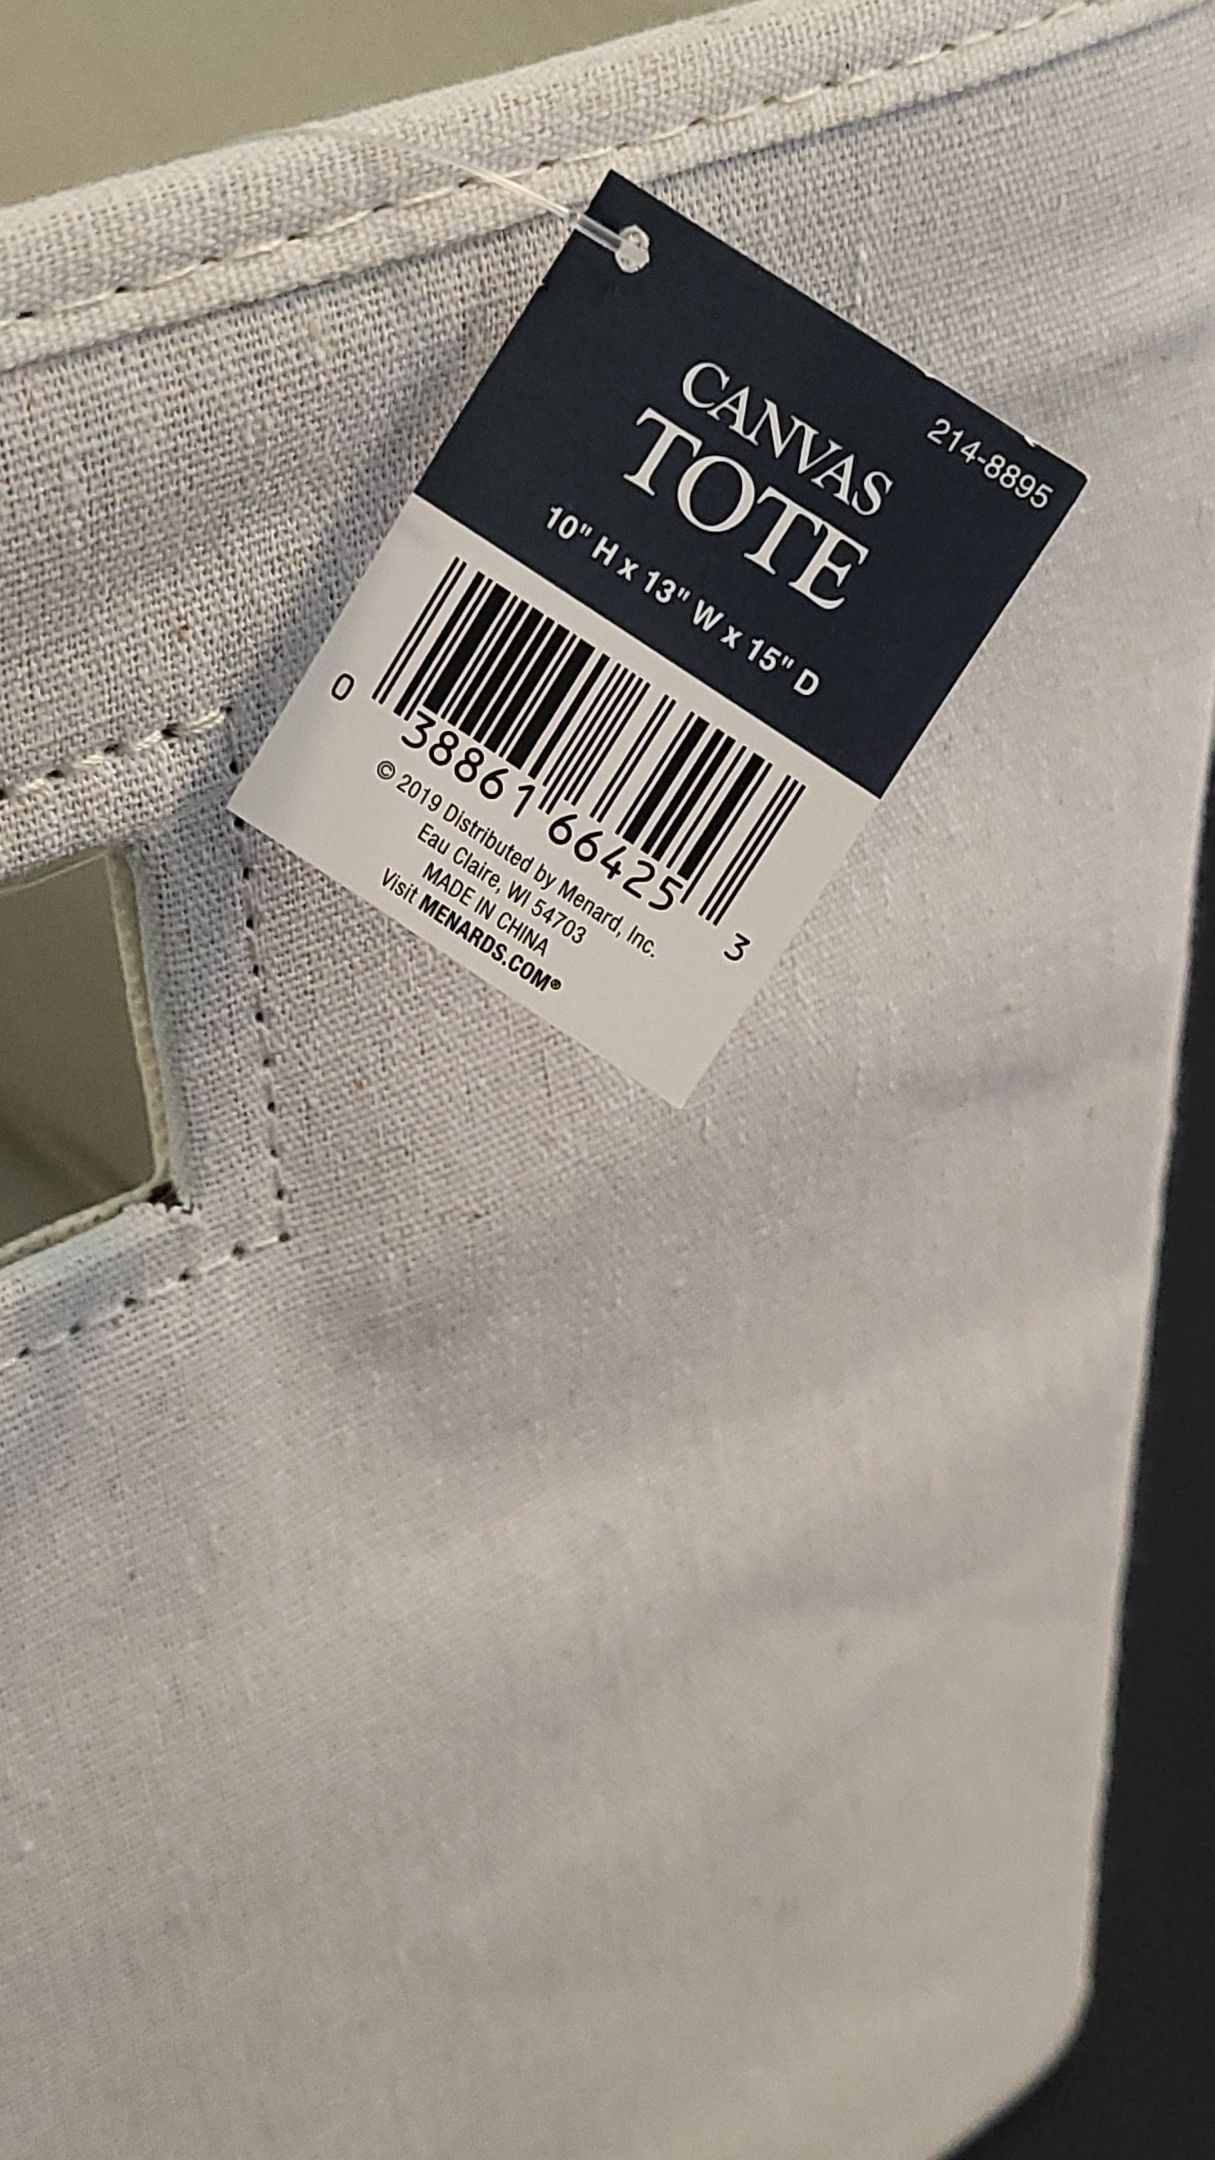 214-8895
CANVAS
TOTE
10" H x 13" W x 15" D
0 38861 66425 3
© 2019 Distributed by Menard, Inc.
Eau Claire, WI 54703
MADE IN CHINA
Visit MENARDS.COM®